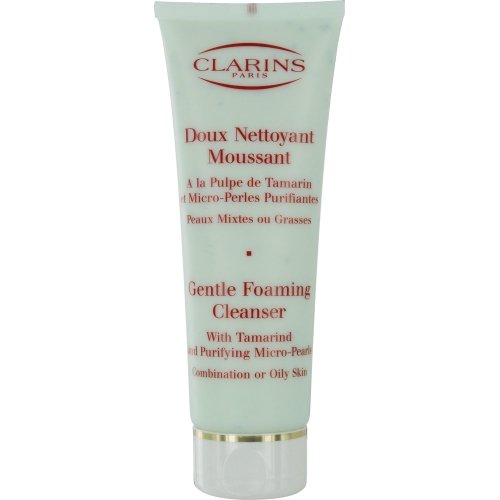 CLARINS
PARIS
Doux Nettoyant
Moussant
A la Pulpe de Tamarin
et Micro-Perles Purifiantes
Peaux Mixtes ou Grasses
Gentle Foaming
Cleanser
With Tamarind
and Purifying Micro-Pearls
Combination or Oily Skin